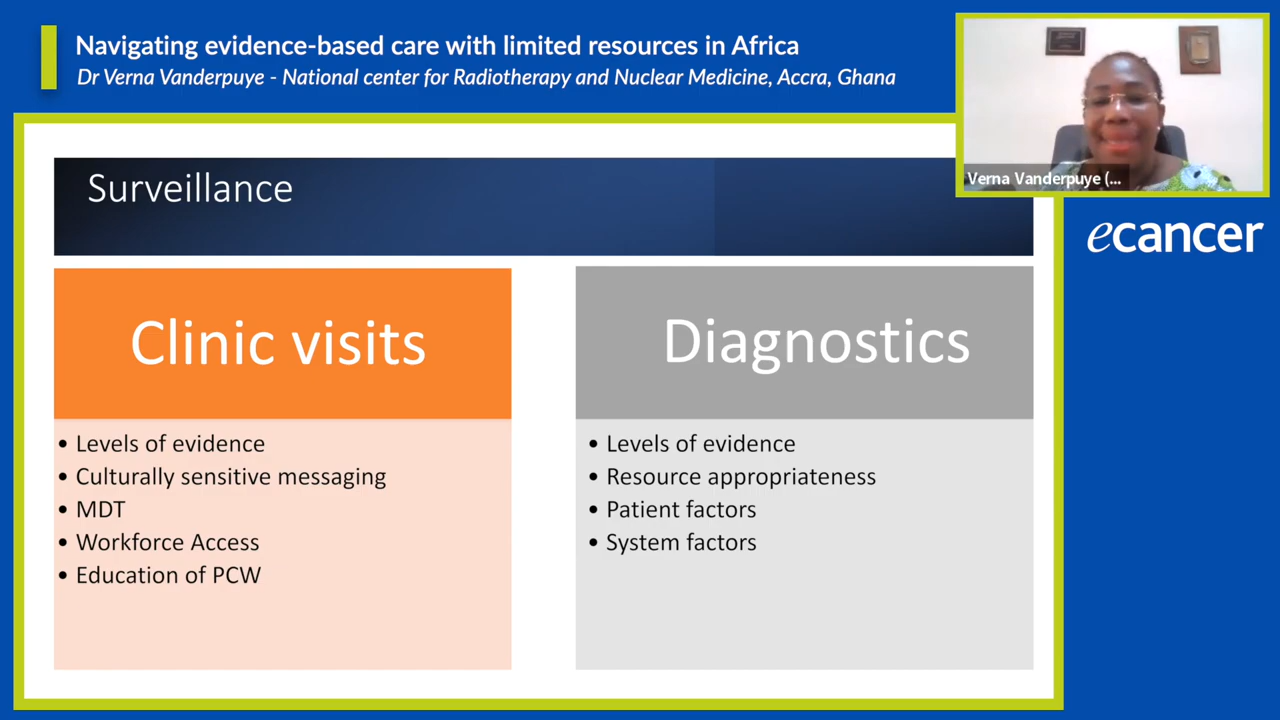 Navigating evidence-based care with limited resources in Africa
Dr Verna Vanderpuye - National center for Radiotherapy and Nuclear Medicine, Accra, Ghana
Verna Vanderpuye (...
ecancer
Surveillance
Clinic visits
• Levels of evidence
• Culturally sensitive messaging
• MDT
• Workforce Access
• Education of PCW
Diagnostics
• Levels of evidence
• Resource appropriateness
• Patient factors
• System factors